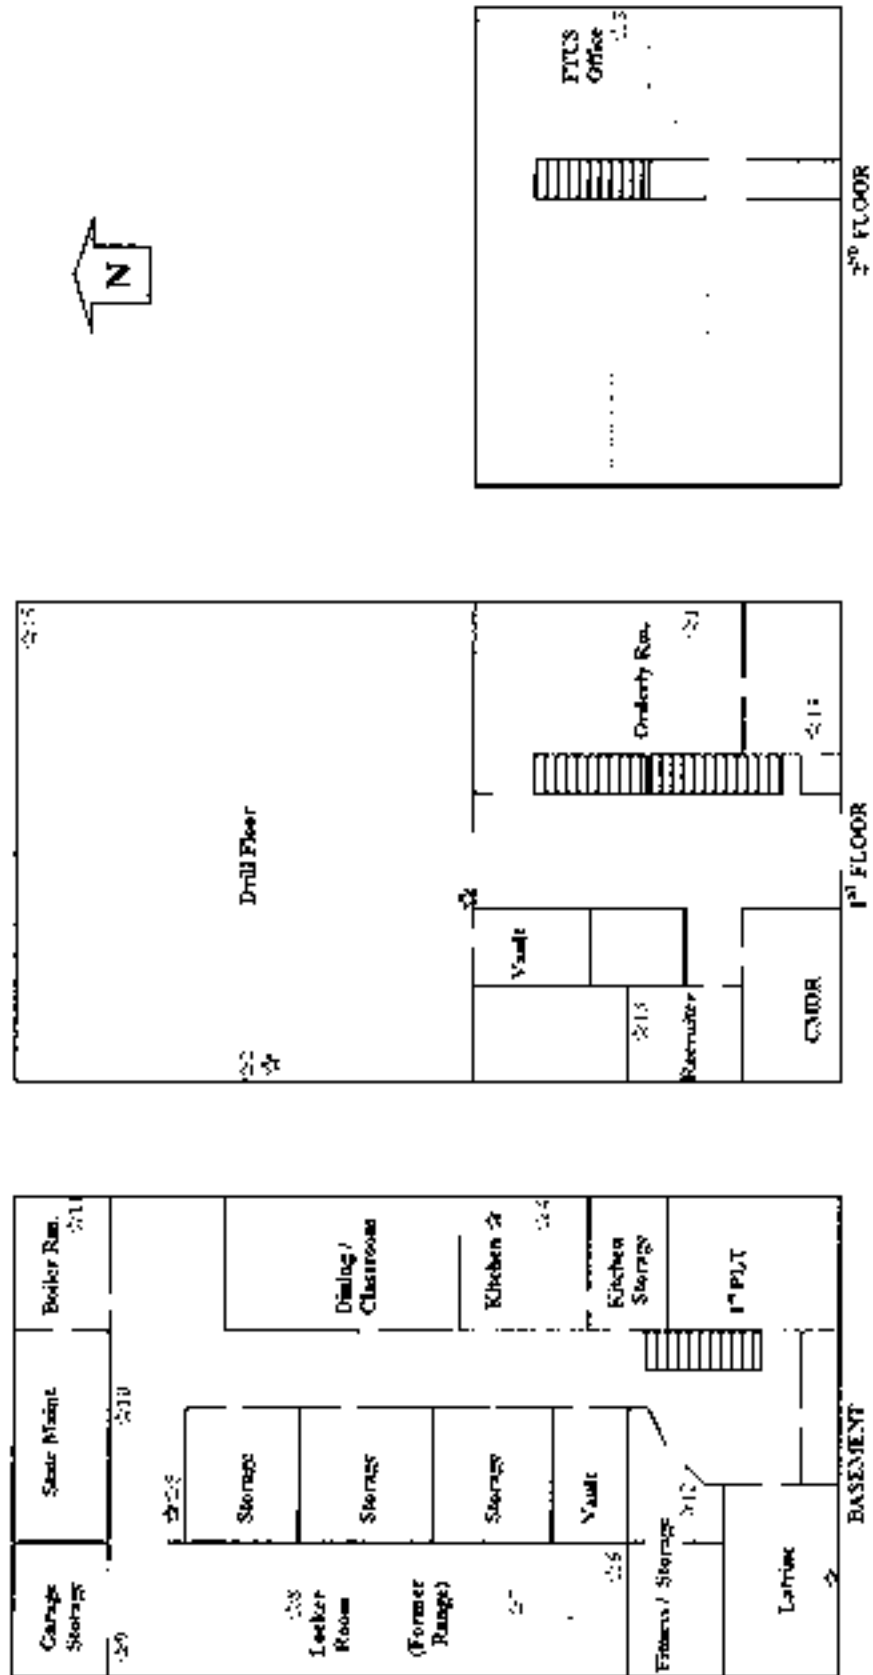 BASEMENT
Garage
Storage
State Maint.
Boiler Rm.
Storage
Storage
Storage
Vault
Locker
Room
(Former
Range)
Dining /
Classroom
Kitchen
Kitchen
Storage
1st PLT
Fitness / Storage
Latrine
1st FLOOR
Drill Floor
Vault
Orderly Rm.
Recruiter
CMDR
2ND FLOOR
FTUS
Office
N